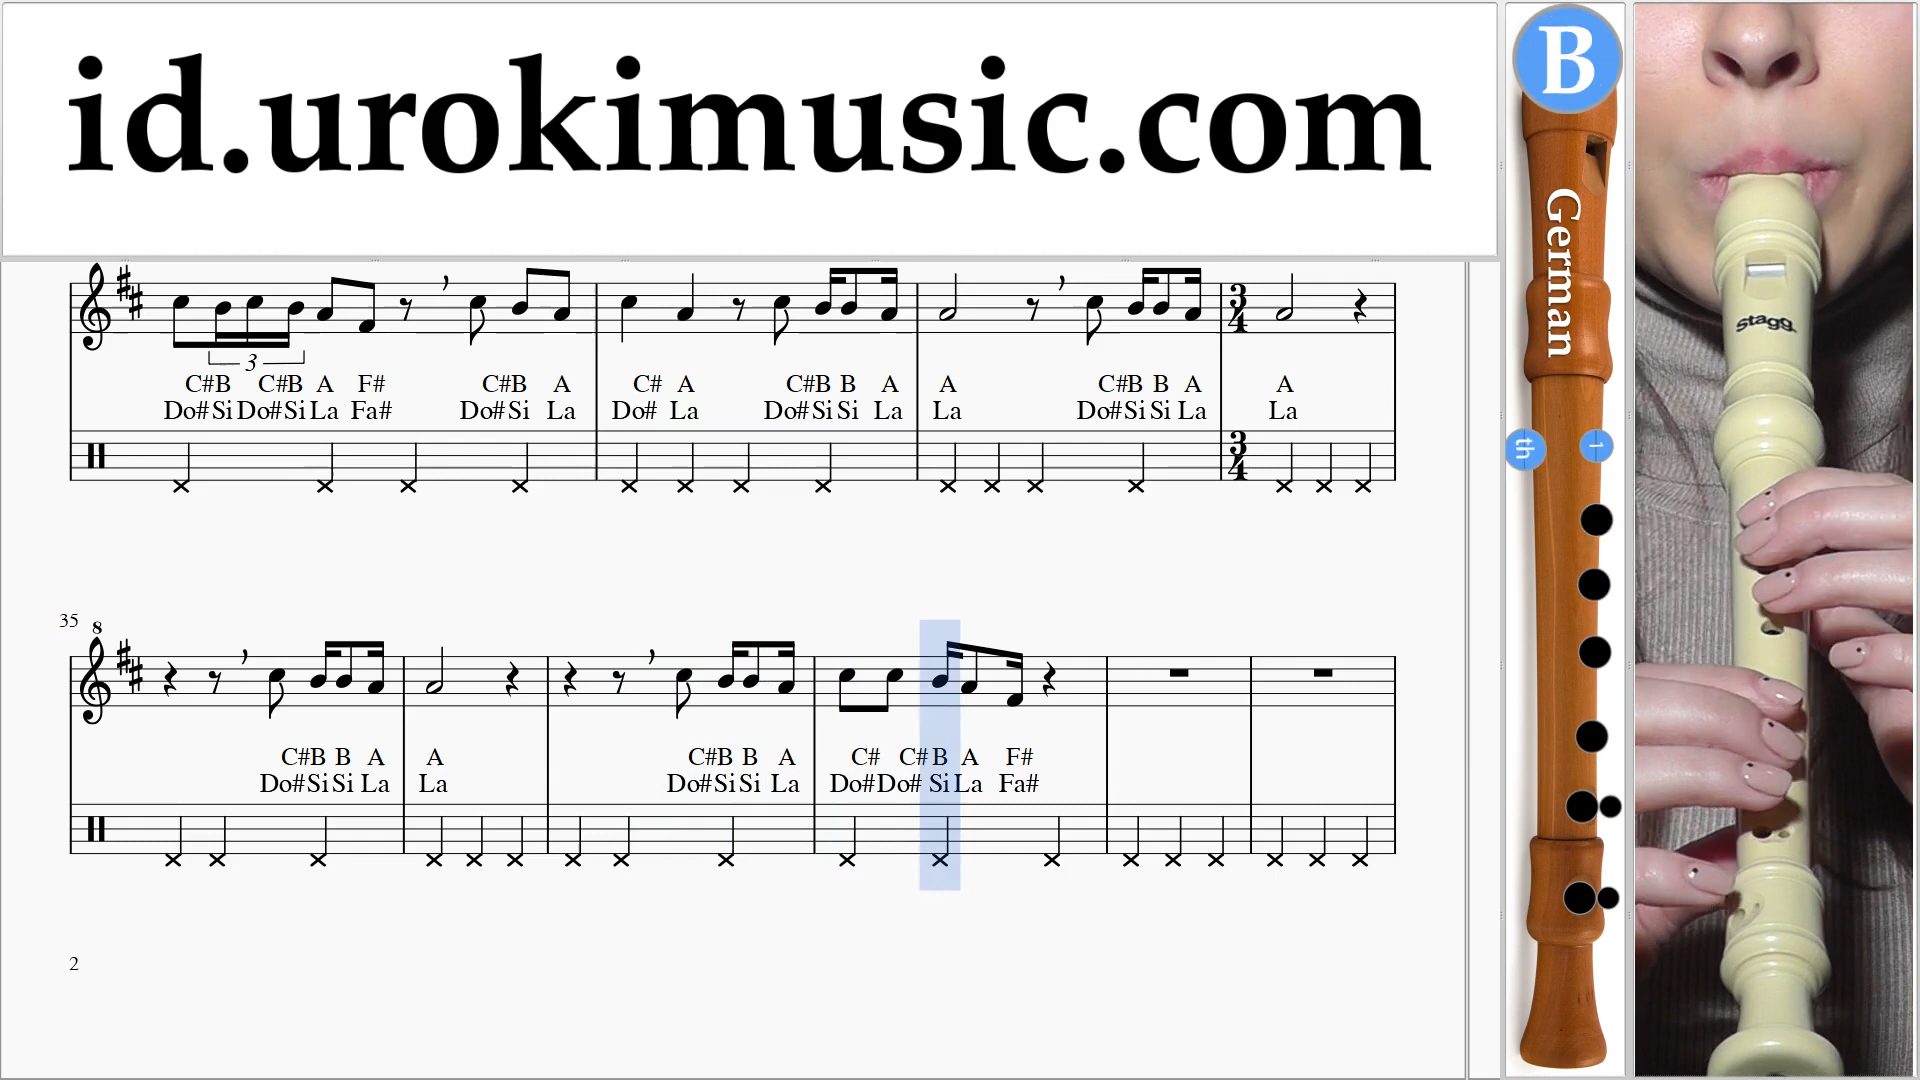 id.urokimusic.com
B
German
Stagg.
3
3
4
C# B C# B A F# C# B A C# A C# B B A A C# B B A A
Do# Si Do# Si La Fa# Do# Si La Do# La Do# Si Si La La Do# Si Si La La
3
4
th
1
35
8
C# B B A A C# B B A C# C# B A F#
Do# Si Si La La Do# Si Si La Do# Do# Si La Fa#
2